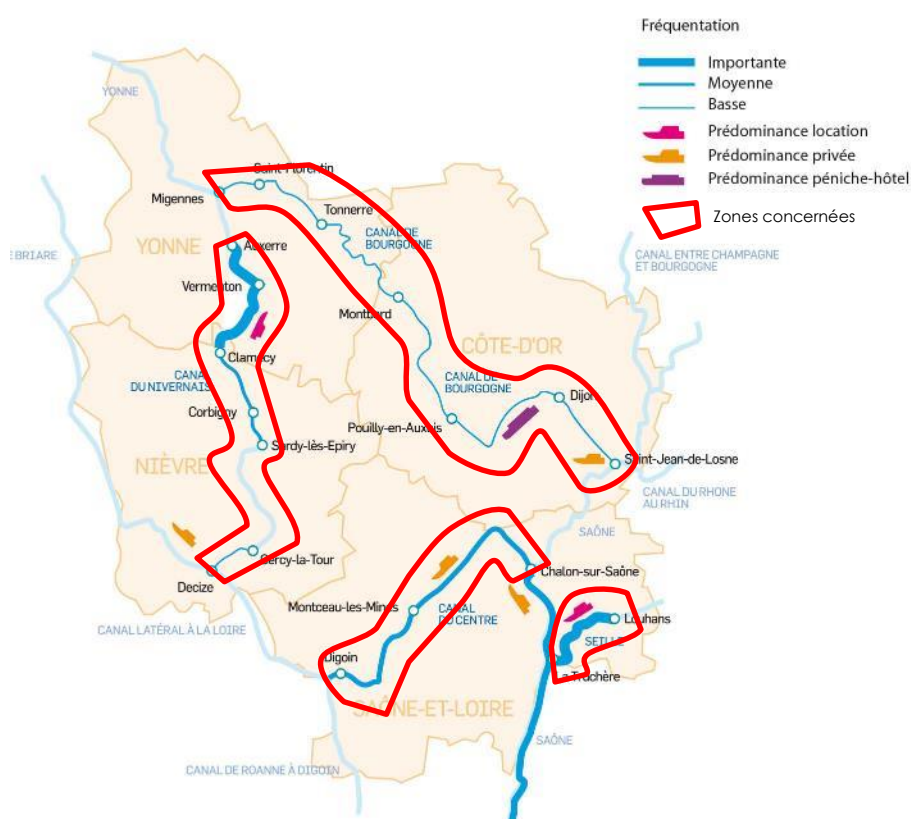 Fréquentation
Importante
Moyenne
Basse
Prédominance location
Prédominance privée
Prédominance péniche-hôtel
Zones concernées
YONNE
Saint-Florentin
Migennes
Tonnerre
CANAL DE
BOURGOGNE
YONNE
Auxerre
E BRIARE
CANAL ENTRE CHAMPAGNE
ET BOURGOGNE
Vermenton
Montbard
CÔTE-D'OR
Clamecy
CANAL
DU NIVERNAIS
CANAL DE
BOURGOGNE
Dijon
Corbigny
Pouilly-en-Auxois
Sardy-lès-Epiry
Saint-Jean-de-Losne
NIÈVRE
CANAL DU RHONE
AU RHIN
SAÔNE
Cercy-la-Tour
Decize
Chalon-sur-Saône
Montceau-les-Mines
CANAL
DU CENTRE
Louhans
CANAL LATÉRAL À LA LOIRE
SEILLE
Digoin
La Truchère
SAÔNE-ET-LOIRE
SAÔNE
CANAL DE ROANNE À DIGOIN